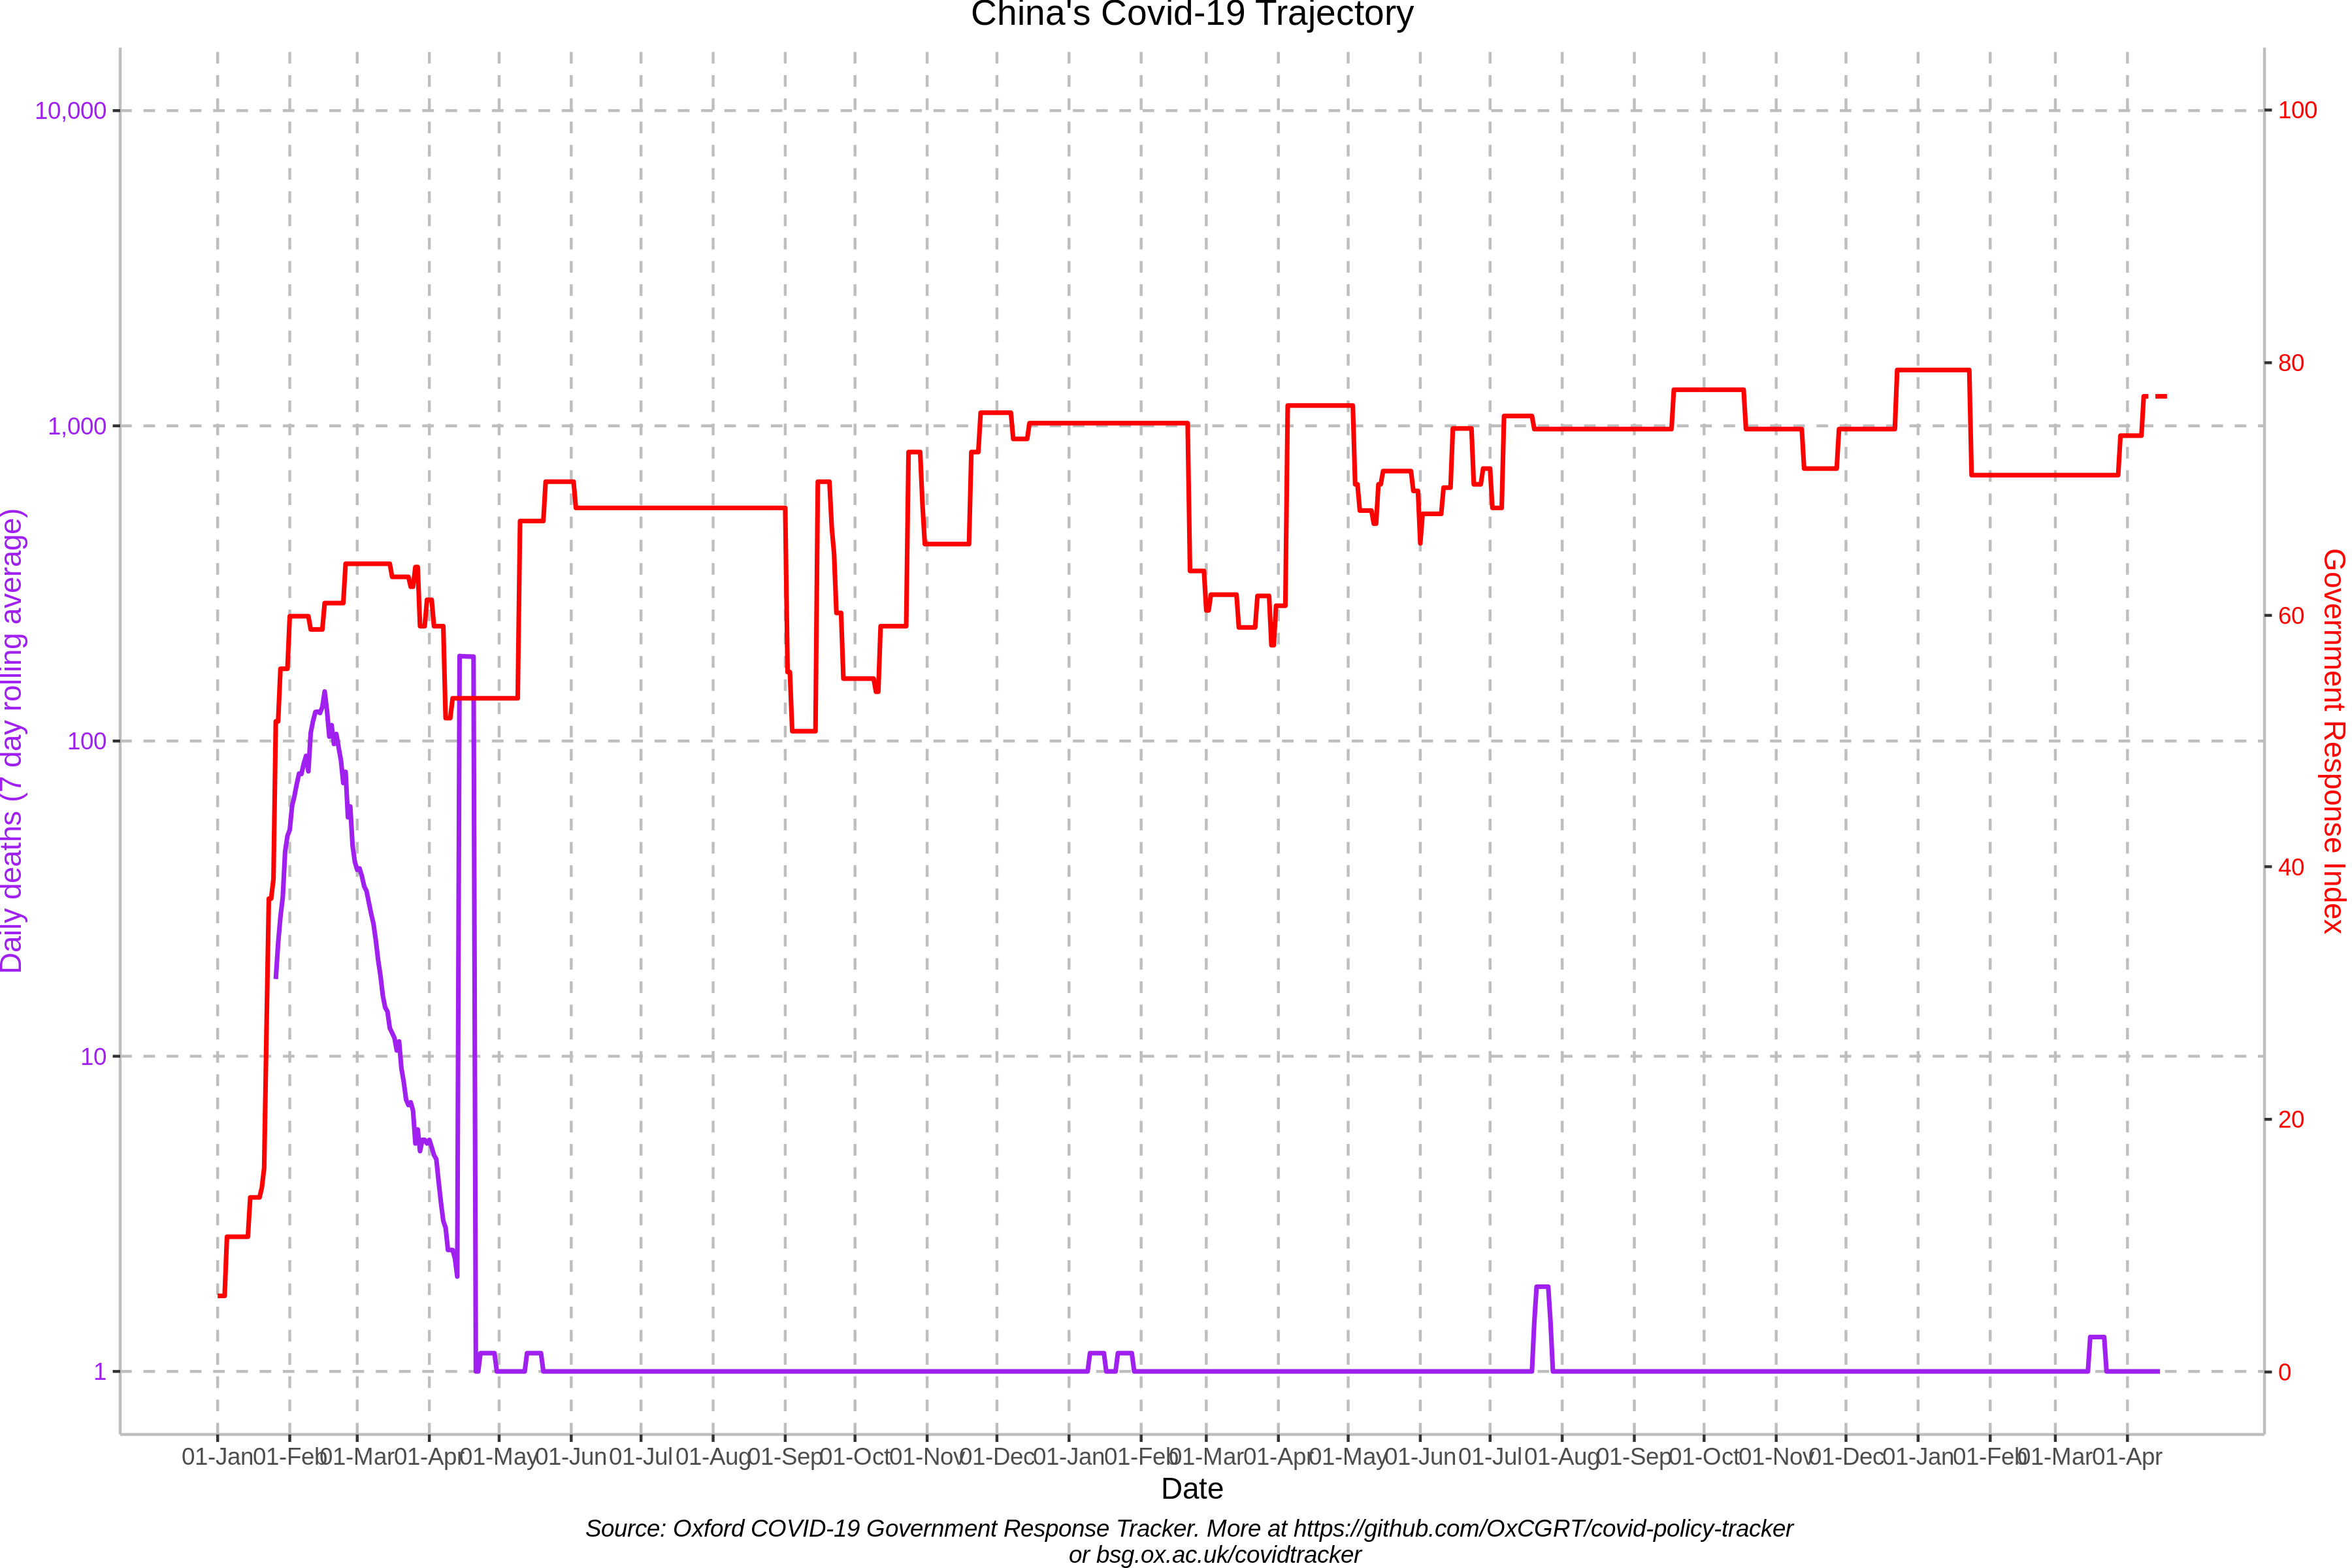 China's Covid-19 Trajectory
10,000
1,000
100
10
1
Daily deaths (7 day rolling average)
100
80
60
40
20
0
Government Response Index
01-Jan 01-Feb 01-Mar 01-Apr 01-May 01-Jun 01-Jul 01-Aug 01-Sep 01-Oct 01-Nov 01-Dec 01-Jan 01-Feb 01-Mar 01-Apr 01-May 01-Jun 01-Jul 01-Aug 01-Sep 01-Oct 01-Nov 01-Dec 01-Jan 01-Feb 01-Mar 01-Apr
Date
Source: Oxford COVID-19 Government Response Tracker. More at https://github.com/OxCGRT/covid-policy-tracker
or bsg.ox.ac.uk/covidtracker